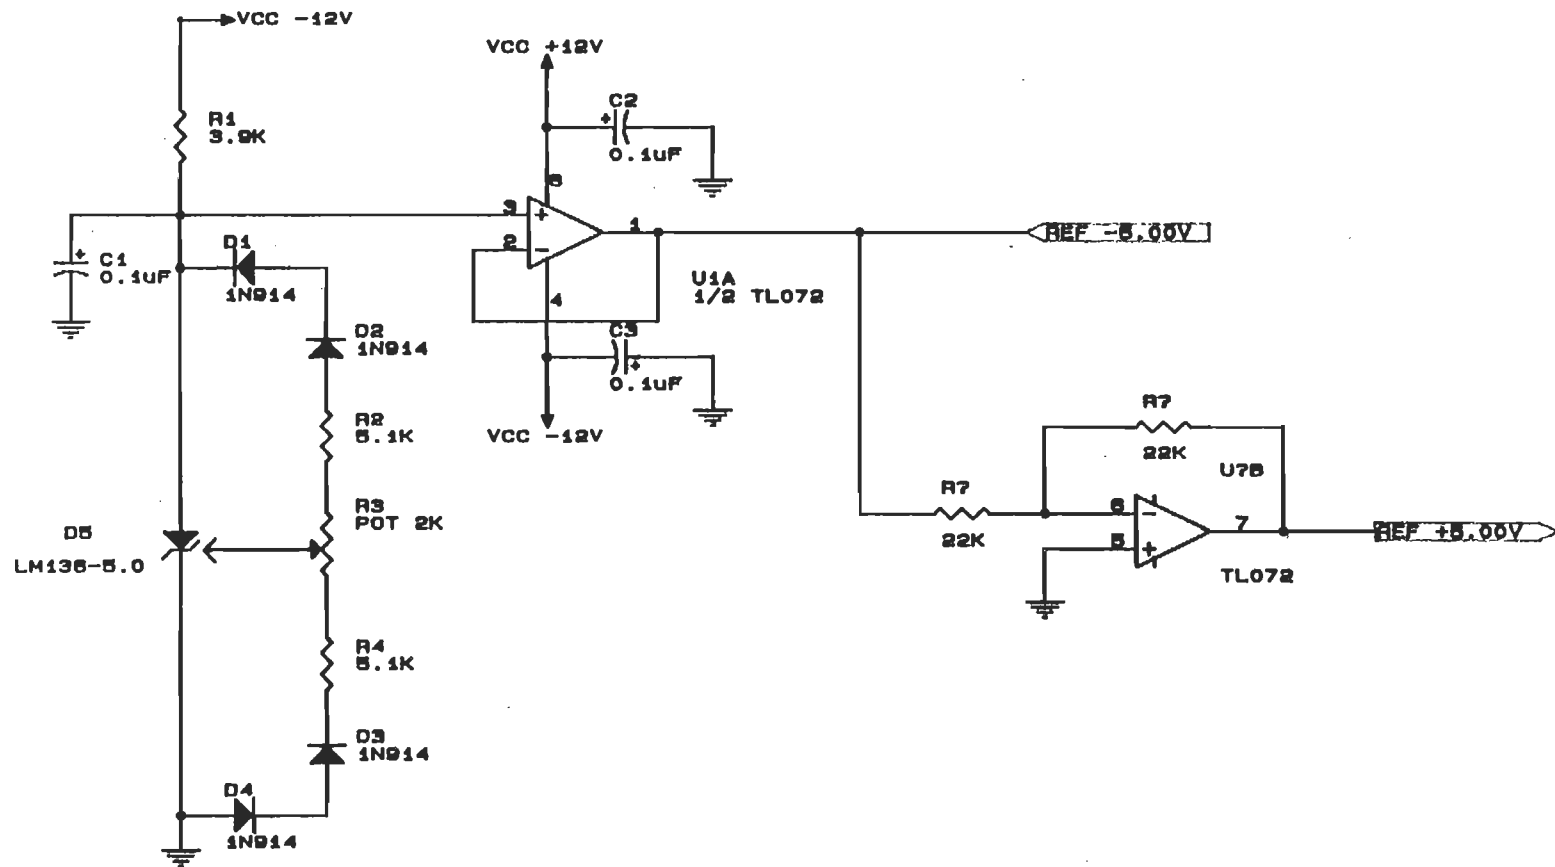 VCC -12V
VCC +12V
R1
3.9K
C2
0.1uF
8
3
+
2
-
1
REF -5.00V
D1
1N914
C1
0.1uF
U1A
1/2 TL072
4
D2
1N914
C3
0.1uF
VCC -12V
R2
5.1K
R7
22K
U7B
R3
POT 2K
R7
22K
6
-
5
+
7
REF +5.00V
D5
LM136-5.0
TL072
R4
5.1K
D3
1N914
D4
1N914